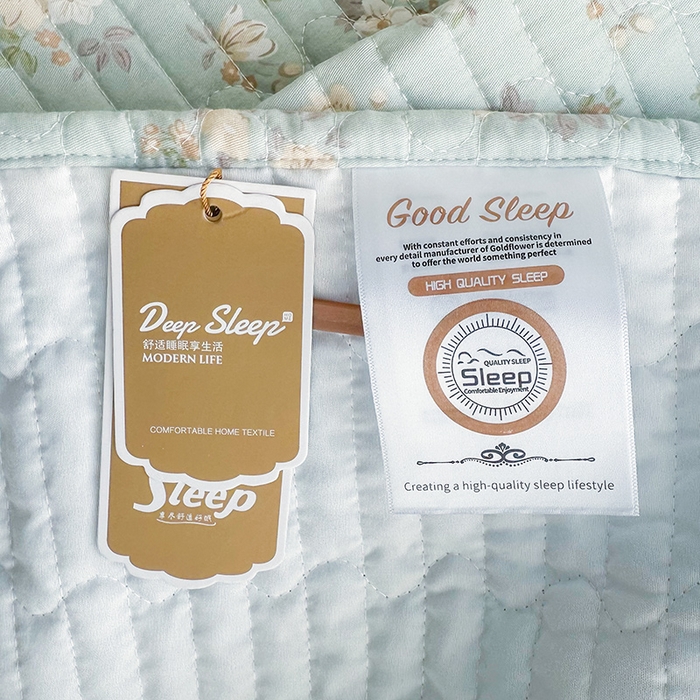 Deep Sleep
舒适睡眠享生活
MODERN LIFE
COMFORTABLE HOME TEXTILE
Sleep
Good Sleep
With constant efforts and consistency in
every detail manufacturer of Goldflower is determined
to offer the world something perfect
HIGH QUALITY SLEEP
QUALITY SLEEP
Sleep
Comfortable Enjoyment
Creating a high-quality sleep lifestyle